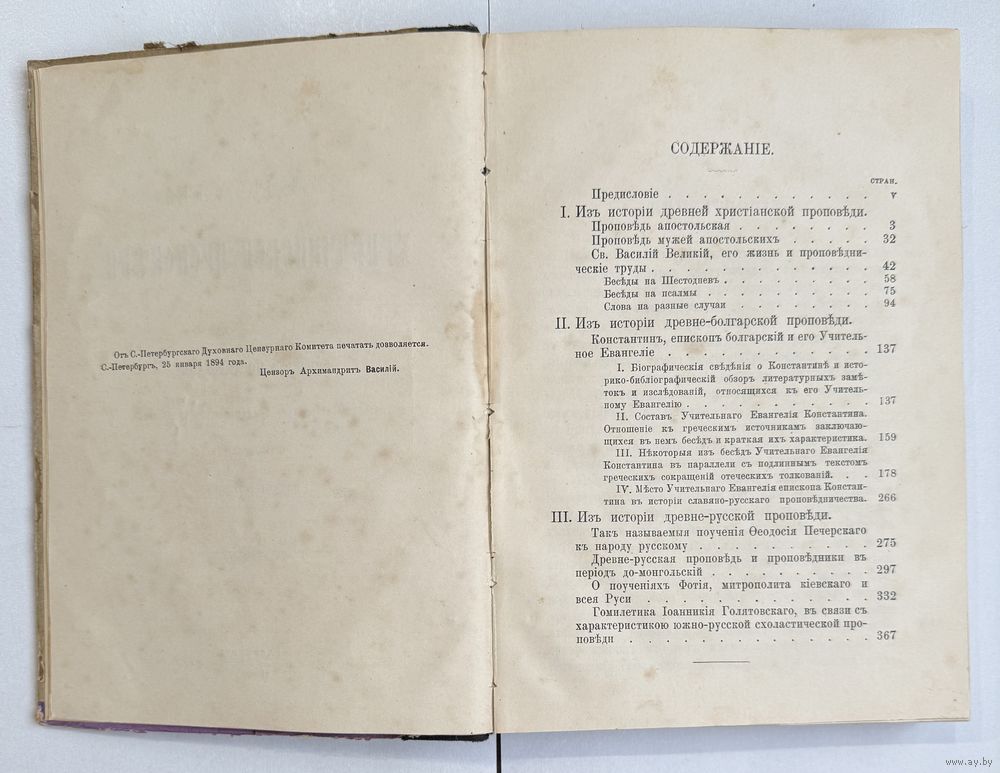 Отъ С.-Петербургскаго Духовнаго Цензурнаго Комитета печатать дозволяется.
С.-Петербургъ, 25 января 1894 года.
Цензоръ Архимандритъ Василій.
СОДЕРЖАНІЕ.
СТРАН.
Предисловіе . . . . . . . . . . . . v
I. Изъ исторіи древней христіанской проповѣди.
Проповѣдь апостольская . . . . . . . . 3
Проповѣдь мужей апостольскихъ . . . . . 32
Св. Василій Великій, его жизнь и проповѣдни-
ческіе труды . . . . . . . . . . . . . 42
Бесѣды на Шестодневъ . . . . . . . . . 58
Бесѣды на псалмы . . . . . . . . . . 75
Слова на разные случаи . . . . . . . . 94
II. Изъ исторіи древне-болгарской проповѣди.
Константинъ, епископъ болгарскій и его Учитель-
ное Евангеліе . . . . . . . . . . . . 137
I. Біографическія свѣдѣнія о Константинѣ и исто-
рико-библіографическій обзоръ литературныхъ замѣ-
токъ и изслѣдованій, относящихся къ его Учитель-
ному Евангелію . . . . . . . . . . . 137
II. Составъ Учительнаго Евангелія Константина.
Отношеніе къ греческимъ источникамъ заключаю-
щихся въ немъ бесѣдъ и краткая ихъ характеристика. 159
III. Нѣкоторыя изъ бесѣдъ Учительнаго Евангелія
Константина въ параллели съ подлиннымъ текстомъ
греческихъ сокращеній отеческихъ толкованій. . . 178
IV. Мѣсто Учительнаго Евангелія епископа Констан-
тина въ исторіи славяно-русскаго проповѣдничества. 266
III. Изъ исторіи древне-русской проповѣди.
Такъ называемыя поученія Ѳеодосія Печерскаго
къ народу русскому . . . . . . . . . . 275
Древне-русская проповѣдь и проповѣдники въ
періодъ до-монгольскій . . . . . . . . . . 297
О поученіяхъ Фотія, митрополита кіевскаго и
всея Руси . . . . . . . . . . . . . 332
Гомилетика Іоанникія Голятовскаго, въ связи съ
характеристикою южно-русской схоластической про-
повѣди . . . . . . . . . . . . . . 367
www.ay.by